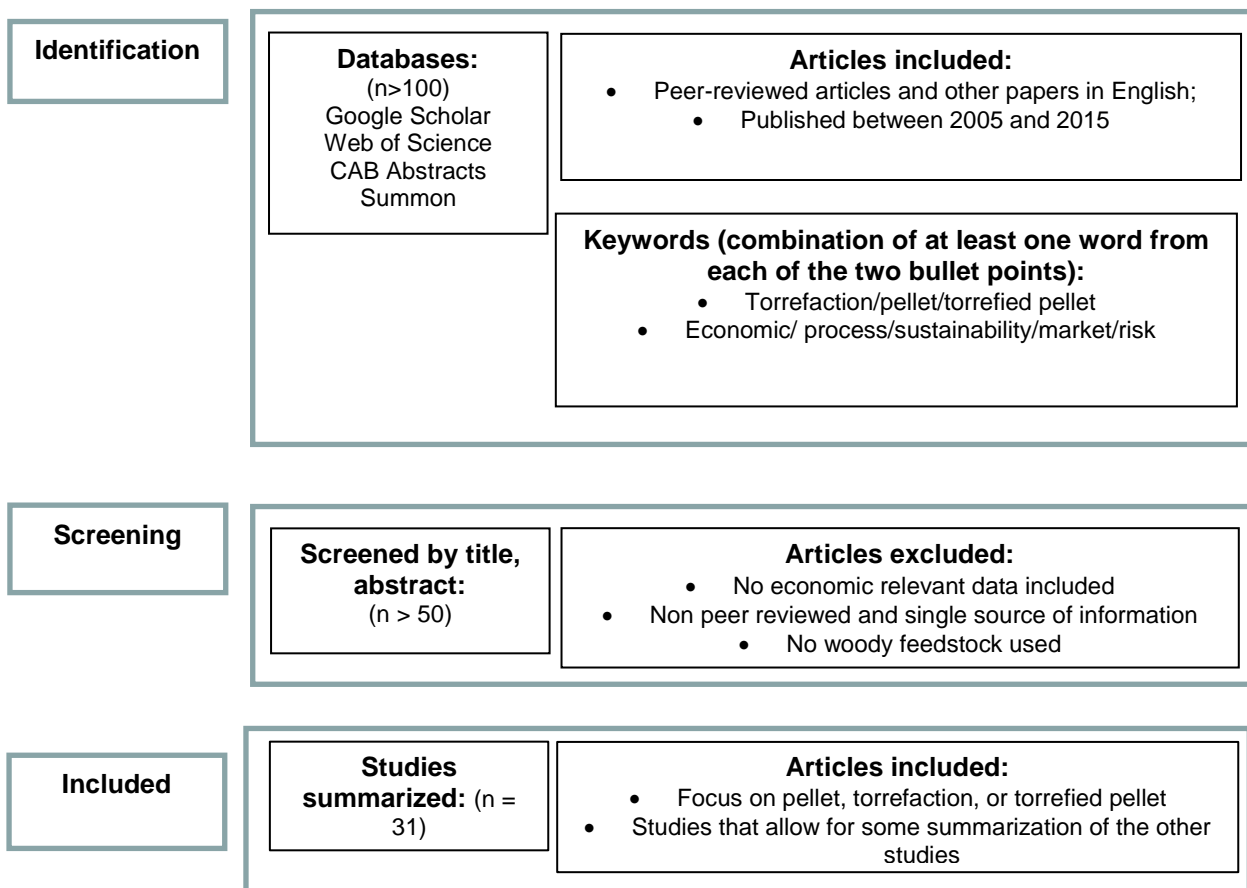 Identification
Databases:
(n>100)
Google Scholar
Web of Science
CAB Abstracts
Summon
Articles included:
• Peer-reviewed articles and other papers in English;
• Published between 2005 and 2015
Keywords (combination of at least one word from
each of the two bullet points):
• Torrefaction/pellet/torrefied pellet
• Economic/ process/sustainability/market/risk
Screening
Screened by title,
abstract:
(n > 50)
Articles excluded:
• No economic relevant data included
• Non peer reviewed and single source of information
• No woody feedstock used
Included
Studies
summarized: (n =
31)
Articles included:
• Focus on pellet, torrefaction, or torrefied pellet
• Studies that allow for some summarization of the other
studies